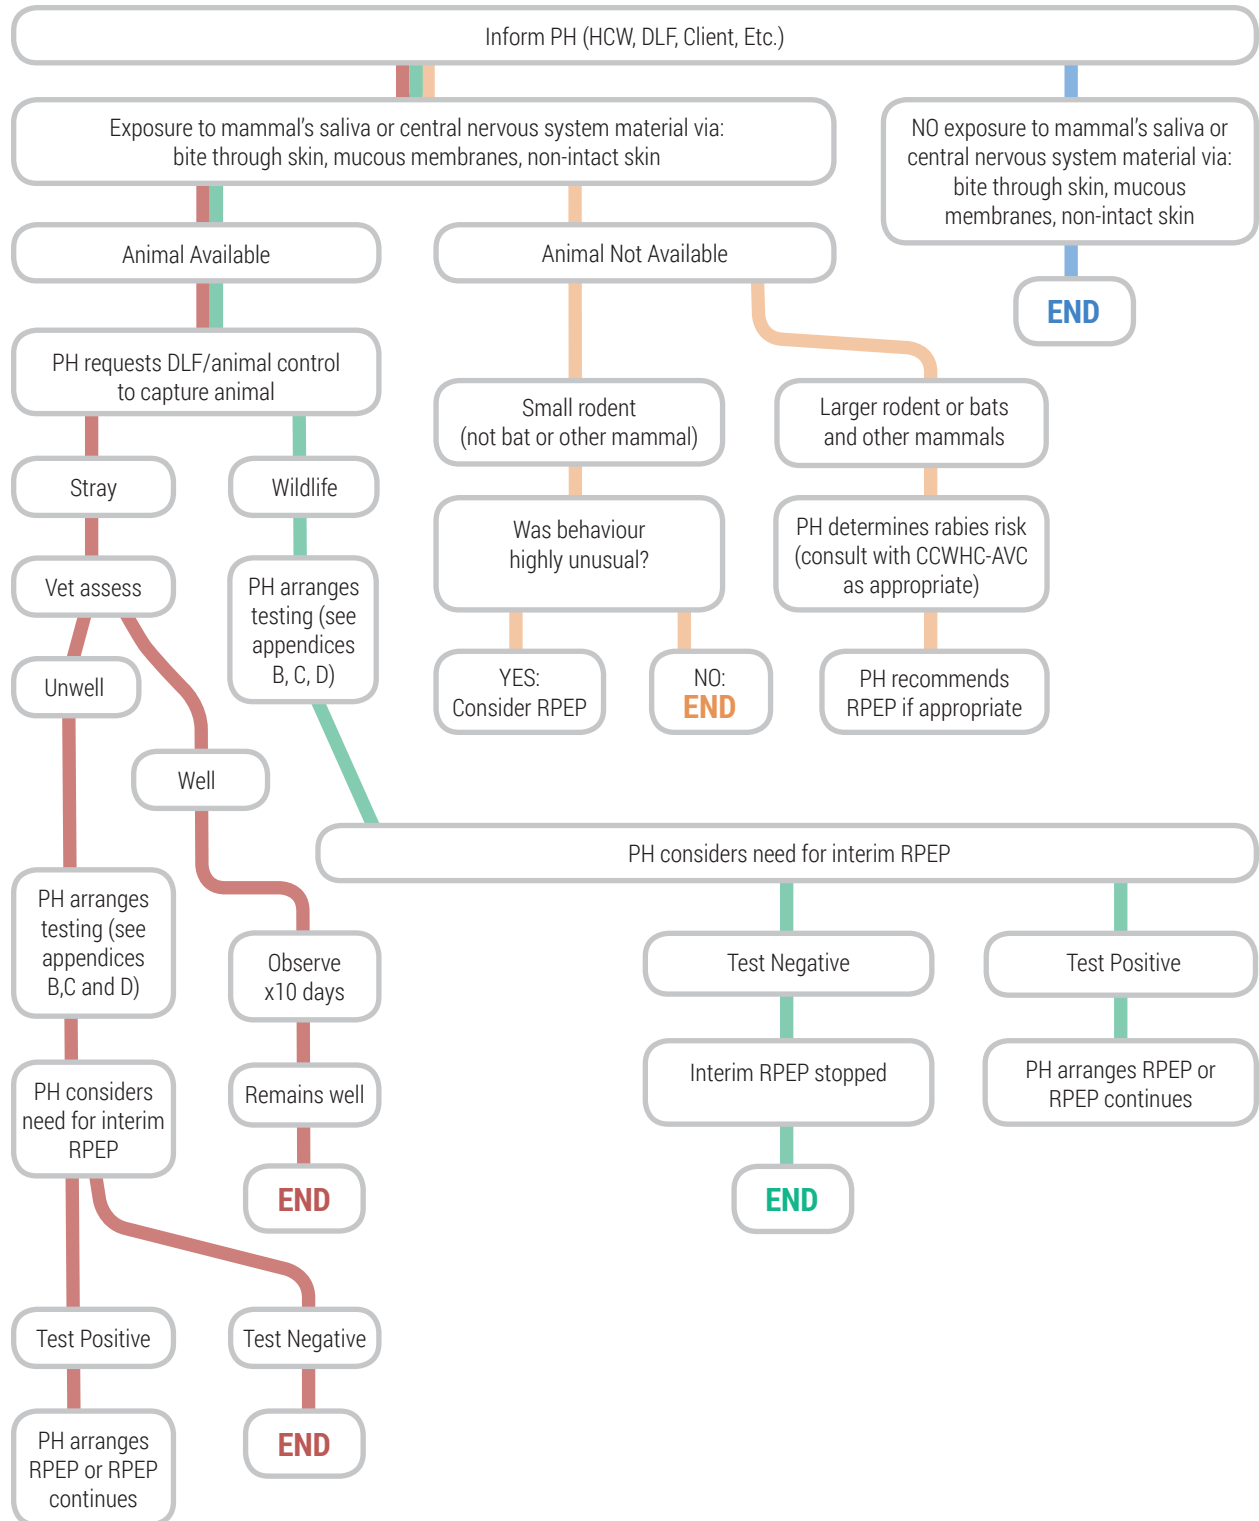 Inform PH (HCW, DLF, Client, Etc.)
Exposure to mammal's saliva or central nervous system material via:
bite through skin, mucous membranes, non-intact skin
NO exposure to mammal's saliva or
central nervous system material via:
bite through skin, mucous
membranes, non-intact skin
END
Animal Available
Animal Not Available
PH requests DLF/animal control
to capture animal
Small rodent
(not bat or other mammal)
Larger rodent or bats
and other mammals
Stray
Wildlife
Was behaviour
highly unusual?
PH determines rabies risk
(consult with CCWHC-AVC
as appropriate)
Vet assess
PH arranges
testing (see
appendices
B, C, D)
YES:
Consider RPEP
NO:
END
PH recommends
RPEP if appropriate
Unwell
Well
PH considers need for interim RPEP
PH arranges
testing (see
appendices
B,C and D)
Observe
x10 days
Test Negative
Test Positive
PH considers
need for interim
RPEP
Remains well
Interim RPEP stopped
PH arranges RPEP or
RPEP continues
END
END
Test Positive
Test Negative
PH arranges
RPEP or RPEP
continues
END